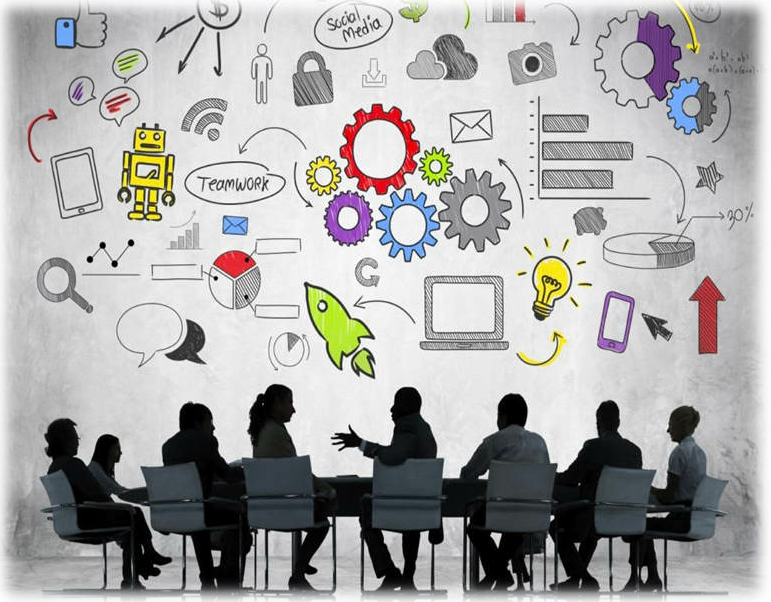 $
$
Social
Media
TEAMWORK
30%